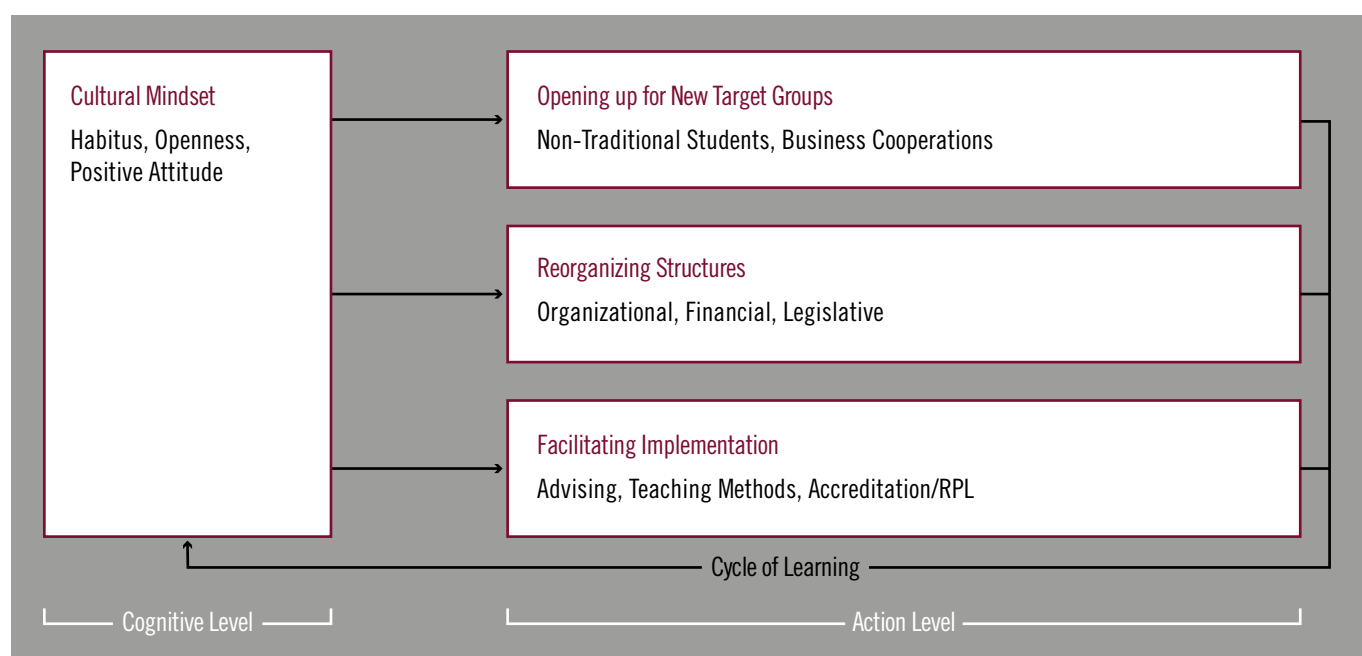 Cultural Mindset
Habitus, Openness,
Positive Attitude
Opening up for New Target Groups
Non-Traditional Students, Business Cooperations
Reorganizing Structures
Organizational, Financial, Legislative
Facilitating Implementation
Advising, Teaching Methods, Accreditation/RPL
Cycle of Learning
Cognitive Level
Action Level